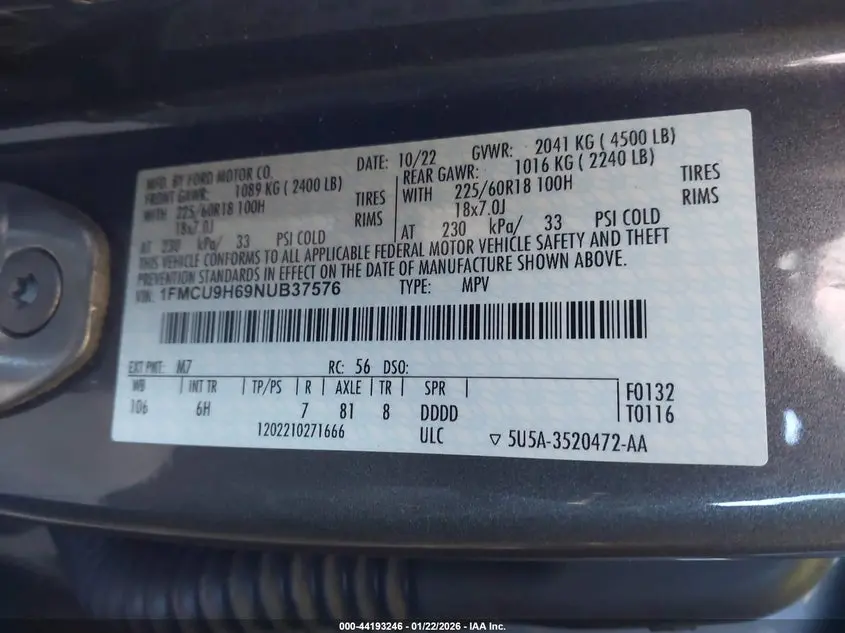 MFD. BY FORD MOTOR CO. DATE: 10/22 GVWR: 2041 KG ( 4500 LB)
FRONT GAWR: 1089 KG ( 2400 LB) REAR GAWR: 1016 KG ( 2240 LB)
WITH 225/60R18 100H TIRES WITH 225/60R18 100H TIRES
18x7.0J RIMS 18x7.0J RIMS
AT 230 kPa/ 33 PSI COLD AT 230 kPa/ 33 PSI COLD
THIS VEHICLE CONFORMS TO ALL APPLICABLE FEDERAL MOTOR VEHICLE SAFETY AND THEFT
PREVENTION STANDARDS IN EFFECT ON THE DATE OF MANUFACTURE SHOWN ABOVE.
VIN: 1FMCU9H69NUB37576 TYPE: MPV
EXT PNT: M7 RC: 56 DSO:
WB INT TR TP/PS R AXLE TR SPR F0132
106 6H 7 81 8 DDDD T0116
1202210271666 ULC ▽ 5U5A-3520472-AA
000-44193246 - 01/22/2026 - IAA Inc.